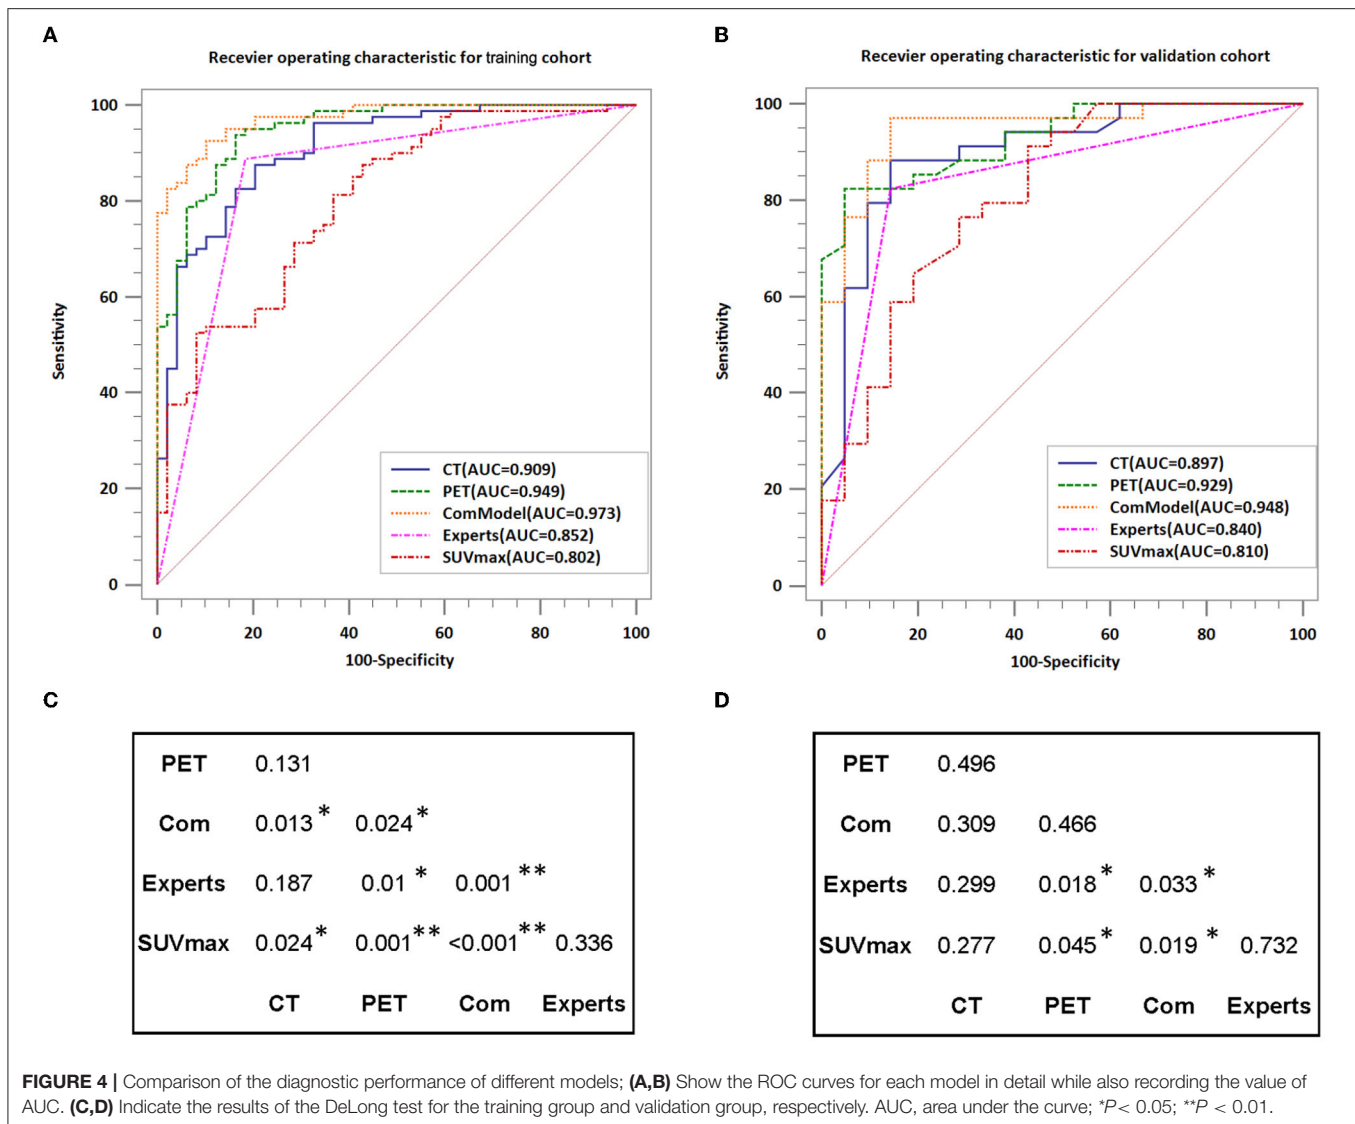 A
Recevier operating characteristic for training cohort
100
80
60
40
20
0
Sensitivity
0 20 40 60 80 100
100-Specificity
CT(AUC=0.909)
PET(AUC=0.949)
ComModel(AUC=0.973)
Experts(AUC=0.852)
SUVmax(AUC=0.802)
B
Recevier operating characteristic for validation cohort
100
80
60
40
20
0
Sensitivity
0 20 40 60 80 100
100-Specificity
CT(AUC=0.897)
PET(AUC=0.929)
ComModel(AUC=0.948)
Experts(AUC=0.840)
SUVmax(AUC=0.810)
C
PET 0.131
Com 0.013* 0.024*
Experts 0.187 0.01* 0.001**
SUVmax 0.024* 0.001** <0.001** 0.336
CT PET Com Experts
D
PET 0.496
Com 0.309 0.466
Experts 0.299 0.018* 0.033*
SUVmax 0.277 0.045* 0.019* 0.732
CT PET Com Experts
FIGURE 4 | Comparison of the diagnostic performance of different models; (A,B) Show the ROC curves for each model in detail while also recording the value of
AUC. (C,D) Indicate the results of the DeLong test for the training group and validation group, respectively. AUC, area under the curve; *P< 0.05; **P < 0.01.